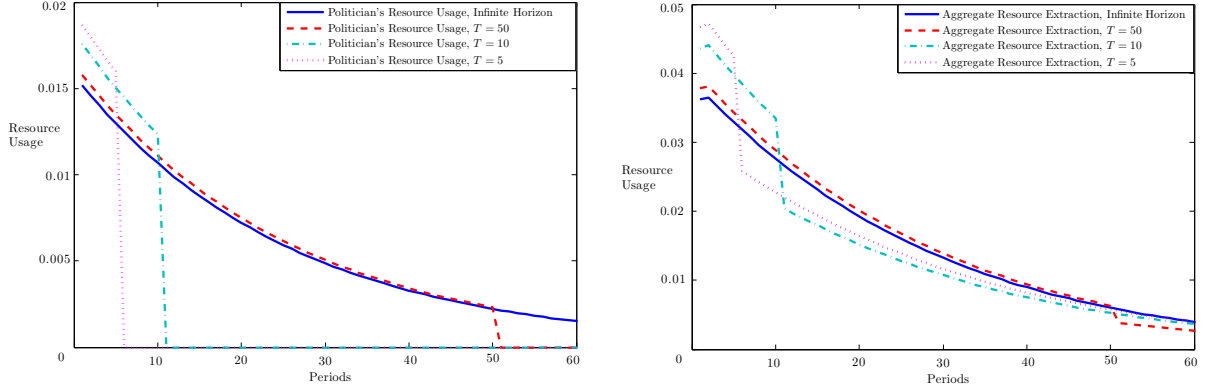 0.02
0.015
0.01
0.005
0
Resource
Usage
Politician's Resource Usage, Infinite Horizon
Politician's Resource Usage, T = 50
Politician's Resource Usage, T = 10
Politician's Resource Usage, T = 5
10 20 30 40 50 60
Periods
0.05
0.04
0.03
0.02
0.01
0
Resource
Usage
Aggregate Resource Extraction, Infinite Horizon
Aggregate Resource Extraction, T = 50
Aggregate Resource Extraction, T = 10
Aggregate Resource Extraction, T = 5
10 20 30 40 50 60
Periods